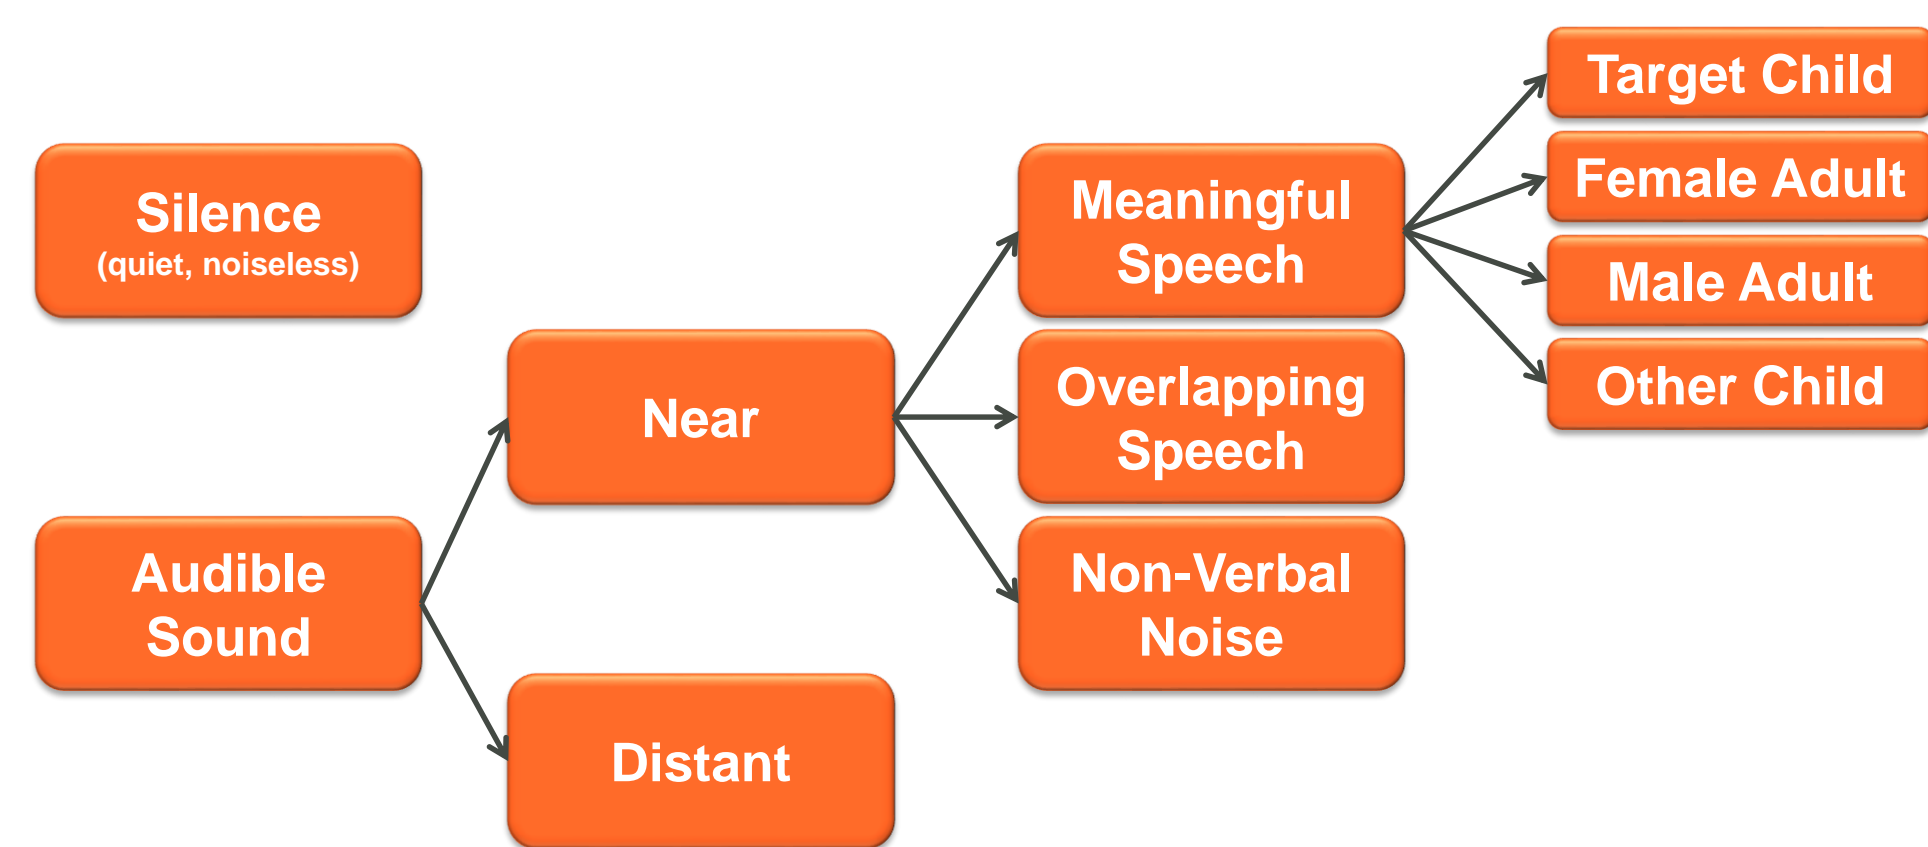 Silence
(quiet, noiseless)
Audible
Sound
Near
Distant
Meaningful
Speech
Overlapping
Speech
Non-Verbal
Noise
Target Child
Female Adult
Male Adult
Other Child